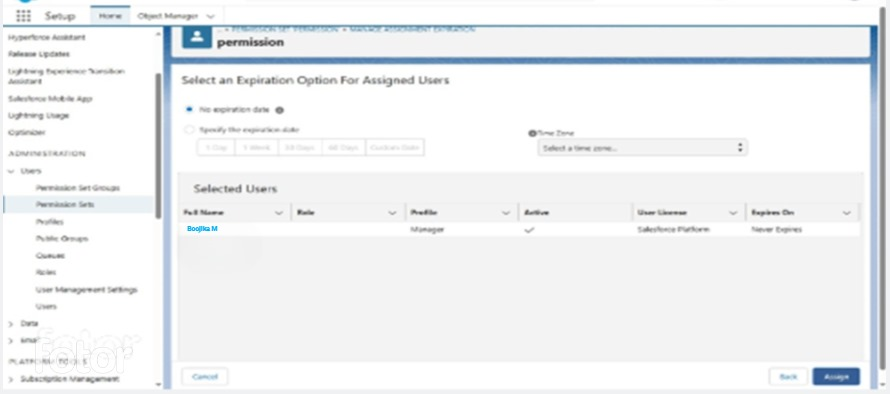 Setup Home Object Manager
Hyperforce Assistant
Release Updates
Lightning Experience Transition
Assistant
Salesforce Mobile App
Lightning Usage
Optimizer
ADMINISTRATION
Users
Permission Set Groups
Permission Sets
Profiles
Public Groups
Queues
Roles
User Management Settings
Users
Data
Email
PLATFORM TOOLS
Subscription Management
PERMISSION SET 'PERMISSION' > MANAGE ASSIGNMENT EXPIRATION
permission
Select an Expiration Option For Assigned Users
No expiration date
Specify the expiration date
1 Day 1 Week 30 Days 60 Days Custom Date
Time Zone
Select a time zone...
Selected Users
Full Name Role Profile Active User License Expires On
Boojika M Manager Salesforce Platform Never Expires
Cancel Back Assign
fotor